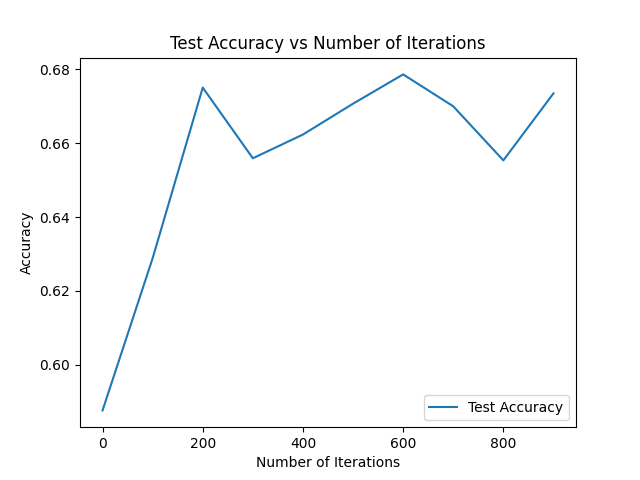 Test Accuracy vs Number of Iterations
0.68
0.66
0.64
0.62
0.60
Accuracy
Test Accuracy
0 200 400 600 800
Number of Iterations